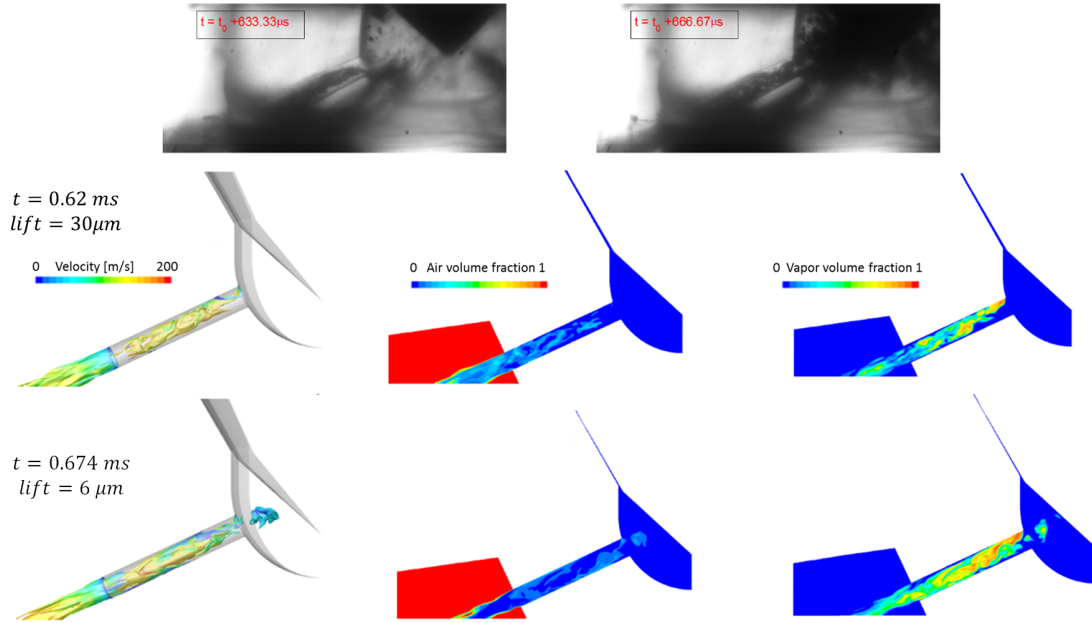 t = t0 +633.33μs
t = t0 +666.67μs
t = 0.62 ms
lift = 30μm
0 Velocity [m/s] 200
0 Air volume fraction 1
0 Vapor volume fraction 1
t = 0.674 ms
lift = 6 μm